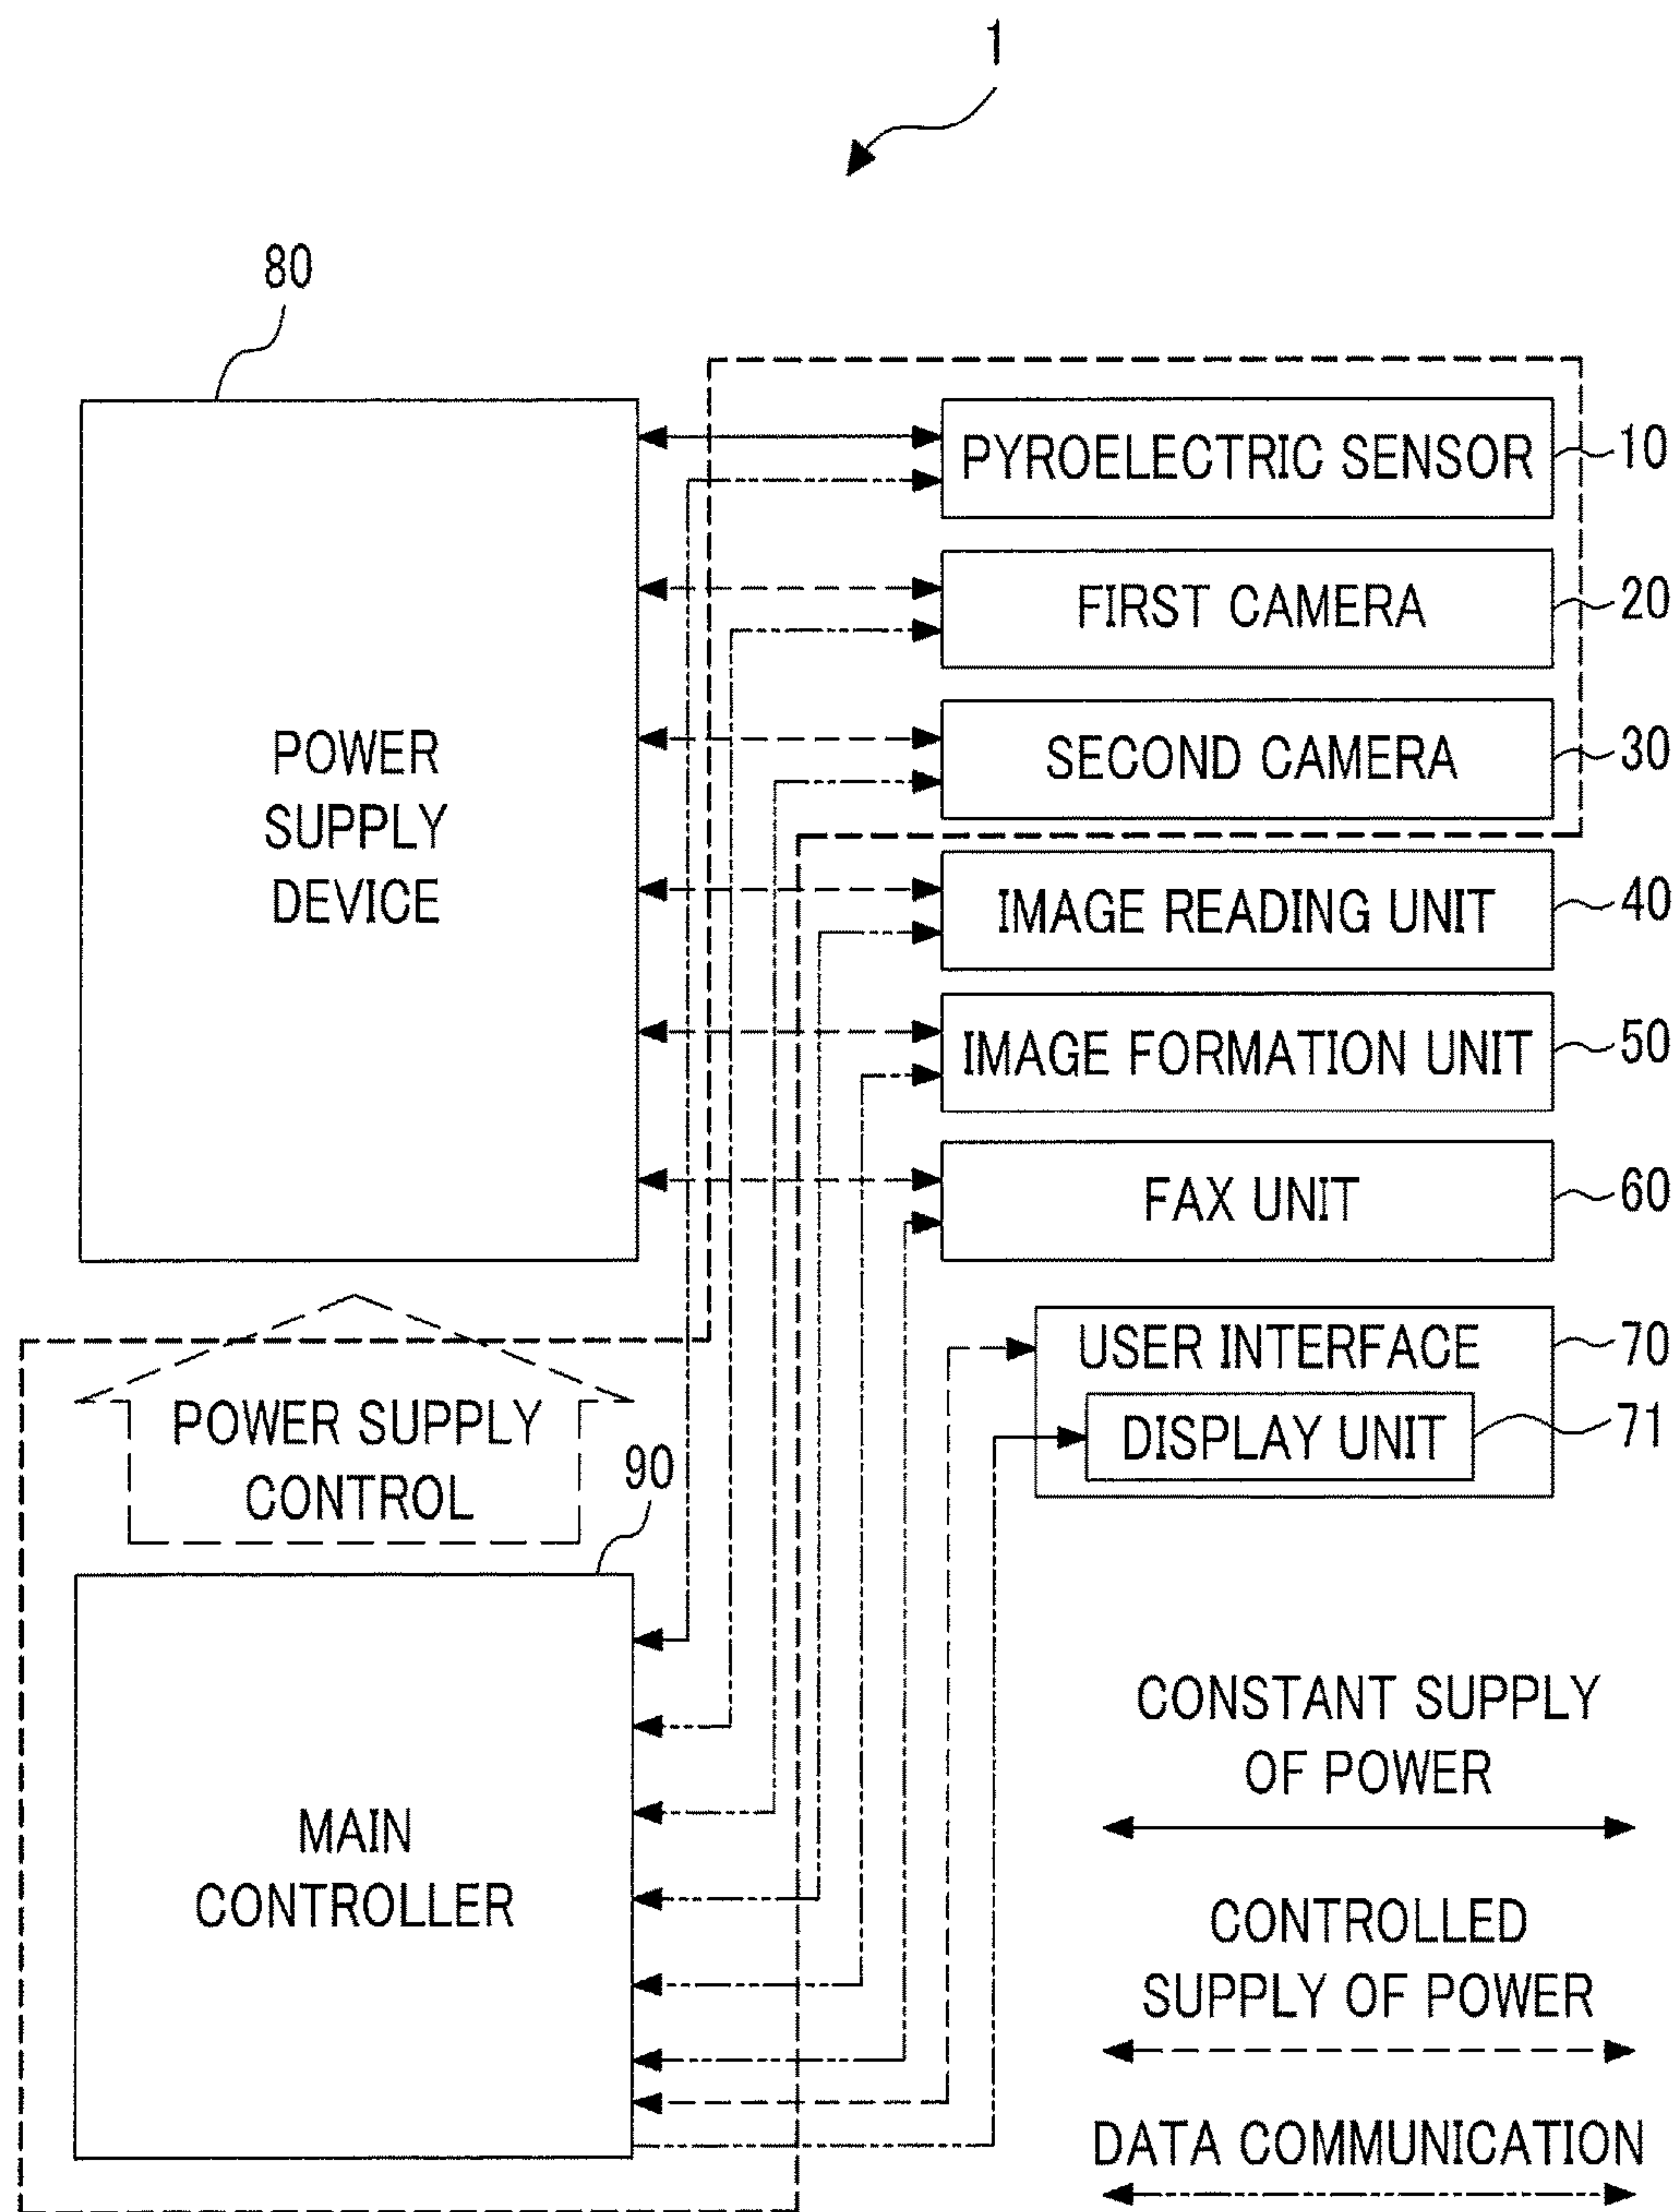 1
80
POWER
SUPPLY
DEVICE
PYROELECTRIC SENSOR
10
FIRST CAMERA
20
SECOND CAMERA
30
IMAGE READING UNIT
40
IMAGE FORMATION UNIT
50
FAX UNIT
60
USER INTERFACE
70
DISPLAY UNIT
71
POWER SUPPLY
CONTROL
90
MAIN
CONTROLLER
CONSTANT SUPPLY
OF POWER
CONTROLLED
SUPPLY OF POWER
DATA COMMUNICATION